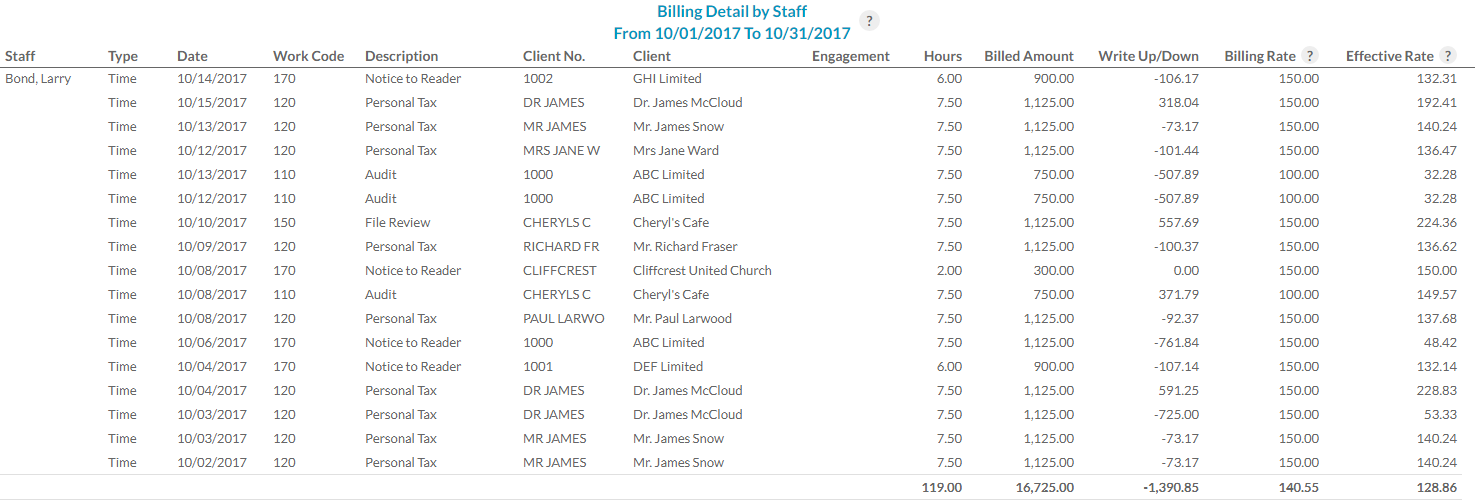 Billing Detail by Staff
?
From 10/01/2017 To 10/31/2017
Staff Type Date Work Code Description Client No. Client Engagement Hours Billed Amount Write Up/Down Billing Rate ? Effective Rate ?
Bond, Larry Time 10/14/2017 170 Notice to Reader 1002 GHI Limited 6.00 900.00 -106.17 150.00 132.31
Time 10/15/2017 120 Personal Tax DR JAMES Dr. James McCloud 7.50 1,125.00 318.04 150.00 192.41
Time 10/13/2017 120 Personal Tax MR JAMES Mr. James Snow 7.50 1,125.00 -73.17 150.00 140.24
Time 10/12/2017 120 Personal Tax MRS JANE W Mrs Jane Ward 7.50 1,125.00 -101.44 150.00 136.47
Time 10/13/2017 110 Audit 1000 ABC Limited 7.50 750.00 -507.89 100.00 32.28
Time 10/12/2017 110 Audit 1000 ABC Limited 7.50 750.00 -507.89 100.00 32.28
Time 10/10/2017 150 File Review CHERYLS C Cheryl's Cafe 7.50 1,125.00 557.69 150.00 224.36
Time 10/09/2017 120 Personal Tax RICHARD FR Mr. Richard Fraser 7.50 1,125.00 -100.37 150.00 136.62
Time 10/08/2017 170 Notice to Reader CLIFFCREST Cliffcrest United Church 2.00 300.00 0.00 150.00 150.00
Time 10/08/2017 110 Audit CHERYLS C Cheryl's Cafe 7.50 750.00 371.79 100.00 149.57
Time 10/08/2017 120 Personal Tax PAUL LARWO Mr. Paul Larwood 7.50 1,125.00 -92.37 150.00 137.68
Time 10/06/2017 170 Notice to Reader 1000 ABC Limited 7.50 1,125.00 -761.84 150.00 48.42
Time 10/04/2017 170 Notice to Reader 1001 DEF Limited 6.00 900.00 -107.14 150.00 132.14
Time 10/04/2017 120 Personal Tax DR JAMES Dr. James McCloud 7.50 1,125.00 591.25 150.00 228.83
Time 10/03/2017 120 Personal Tax DR JAMES Dr. James McCloud 7.50 1,125.00 -725.00 150.00 53.33
Time 10/03/2017 120 Personal Tax MR JAMES Mr. James Snow 7.50 1,125.00 -73.17 150.00 140.24
Time 10/02/2017 120 Personal Tax MR JAMES Mr. James Snow 7.50 1,125.00 -73.17 150.00 140.24
119.00 16,725.00 -1,390.85 140.55 128.86